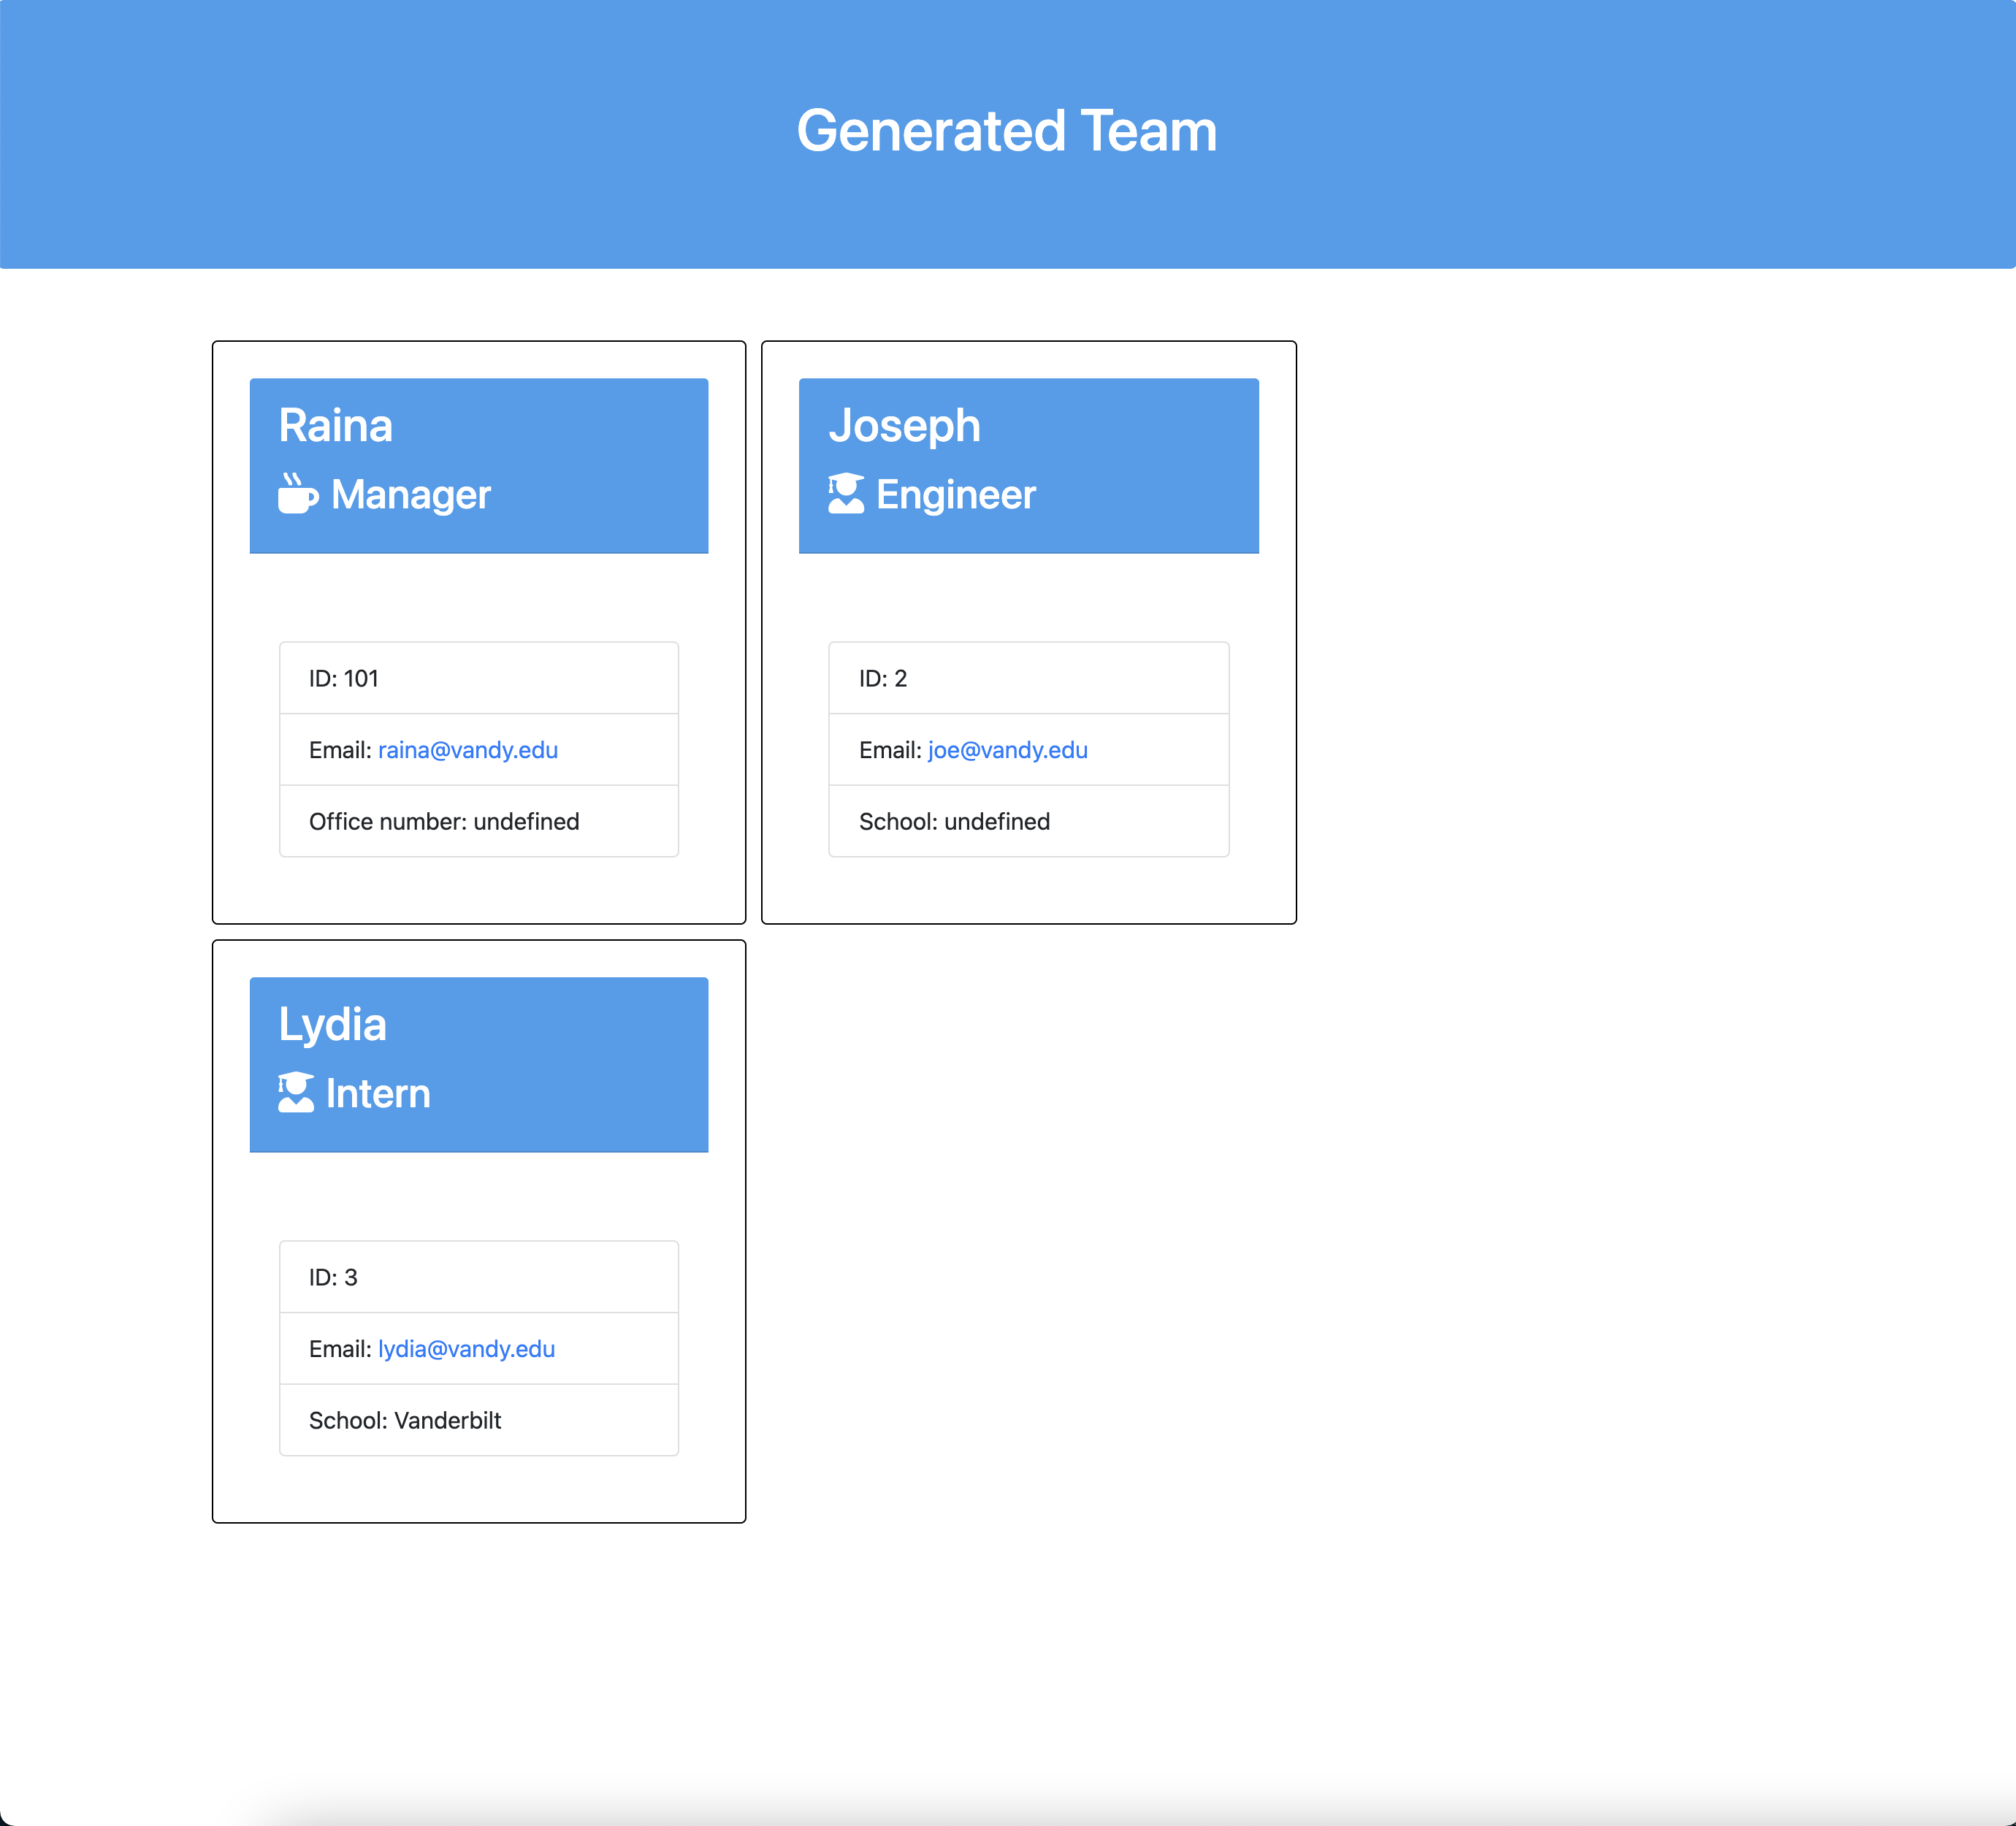 Generated Team
Raina
Manager
ID: 101
Email: raina@vandy.edu
Office number: undefined
Joseph
Engineer
ID: 2
Email: joe@vandy.edu
School: undefined
Lydia
Intern
ID: 3
Email: lydia@vandy.edu
School: Vanderbilt